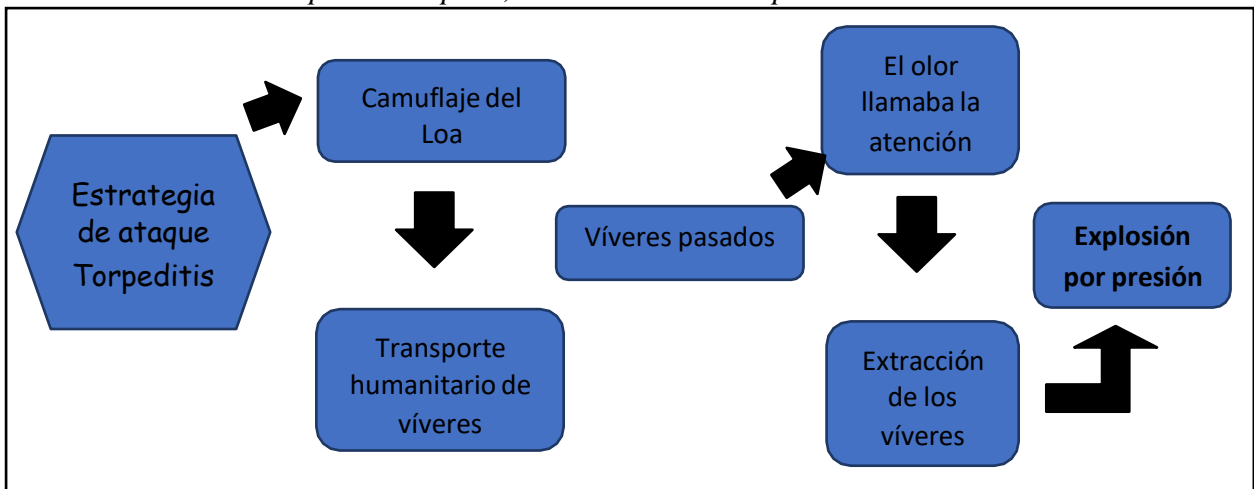 Estrategia
de ataque
Torpeditis
Camuflaje del
Loa
Transporte
humanitario de
víveres
Víveres pasados
El olor
llamaba la
atención
Extracción
de los
víveres
Explosión
por presión